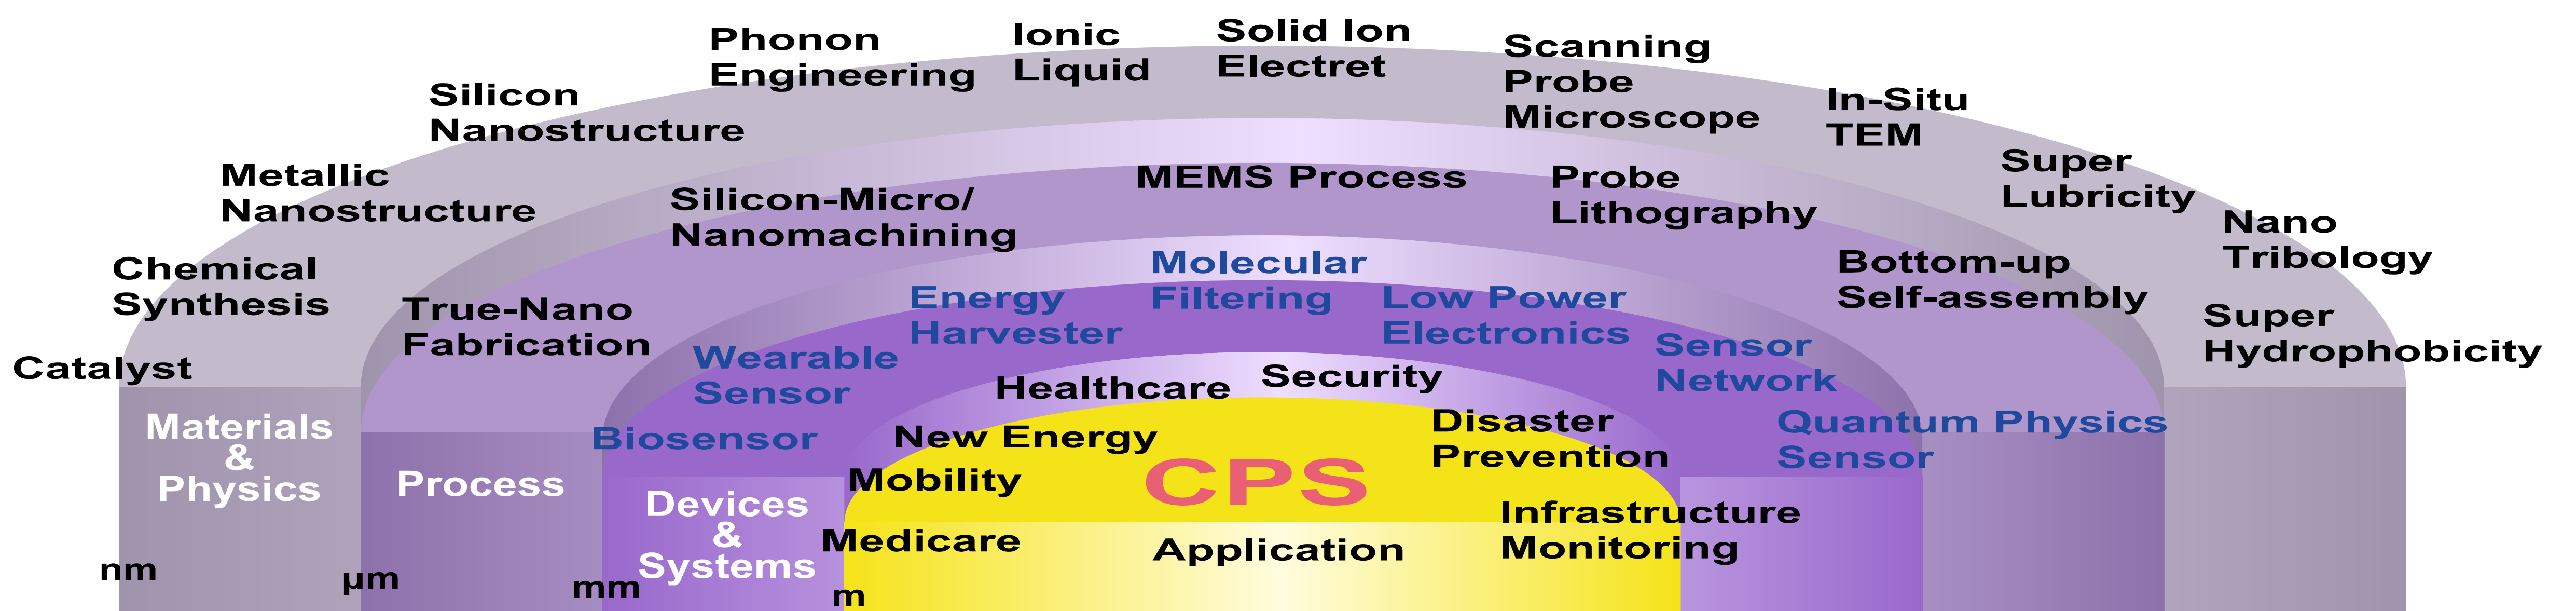 Phonon
Engineering
Ionic
Liquid
Solid Ion
Electret
Scanning
Probe
Microscope
In-Situ
TEM
Silicon
Nanostructure
Super
Lubricity
Metallic
Nanostructure
Nano
Tribology
Chemical
Synthesis
Super
Hydrophobicity
Catalyst
MEMS Process
Silicon-Micro/
Nanomachining
Probe
Lithography
True-Nano
Fabrication
Bottom-up
Self-assembly
Molecular
Filtering
Energy
Harvester
Low Power
Electronics
Wearable
Sensor
Sensor
Network
Biosensor
Quantum Physics
Sensor
Healthcare
Security
New Energy
Disaster
Prevention
Mobility
CPS
Medicare
Infrastructure
Monitoring
Application
Materials
&
Physics
Process
Devices
&
Systems
nm
µm
mm
m